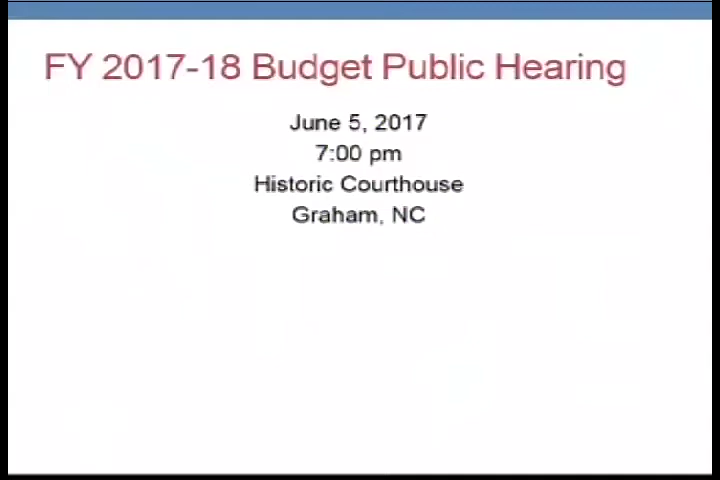 FY 2017-18 Budget Public Hearing
June 5, 2017
7:00 pm
Historic Courthouse
Graham, NC